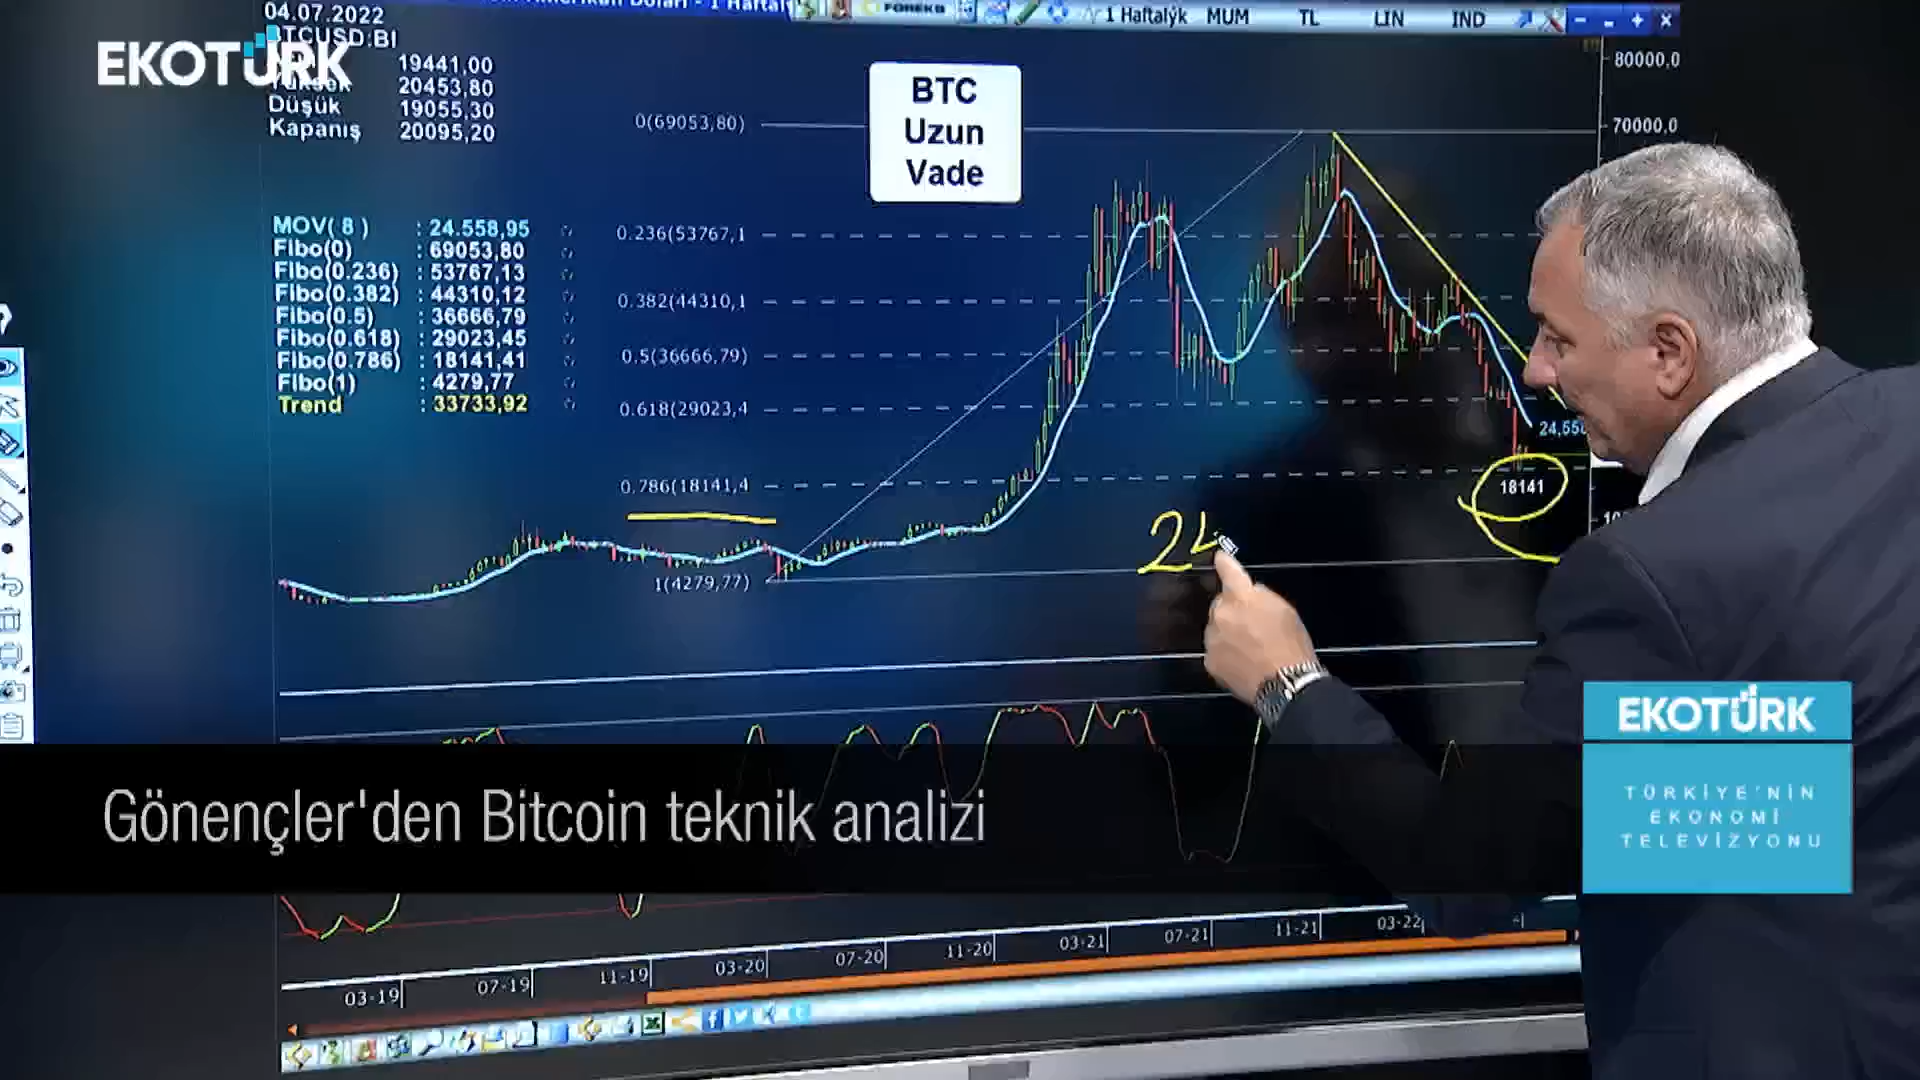 04.07.2022
BTCUSD:BI
EKOTÜRK
19441,00
Yüksek 20453,80
Düşük 19055,30
Kapanış 20095,20
1 Haftalýk MUM TL LIN IND
FOREKS
BTC
Uzun
Vade
80000,0
70000,0
0(69053,80)
0.236(53767,1
0.382(44310,1
0.5(36666,79)
0.618(29023,4
0.786(18141,4
1(4279,77)
MOV( 8 ) : 24.558,95
Fibo(0) : 69053,80
Fibo(0.236) : 53767,13
Fibo(0.382) : 44310,12
Fibo(0.5) : 36666,79
Fibo(0.618) : 29023,45
Fibo(0.786) : 18141,41
Fibo(1) : 4279,77
Trend : 33733,92
24,55
18141
24
EKOTÜRK
TÜRKİYE'NİN
EKONOMİ
TELEVİZYONU
Gönençler'den Bitcoin teknik analizi
03-19 07-19 11-19 03-20 07-20 11-20 03-21 07-21 11-21 03-22